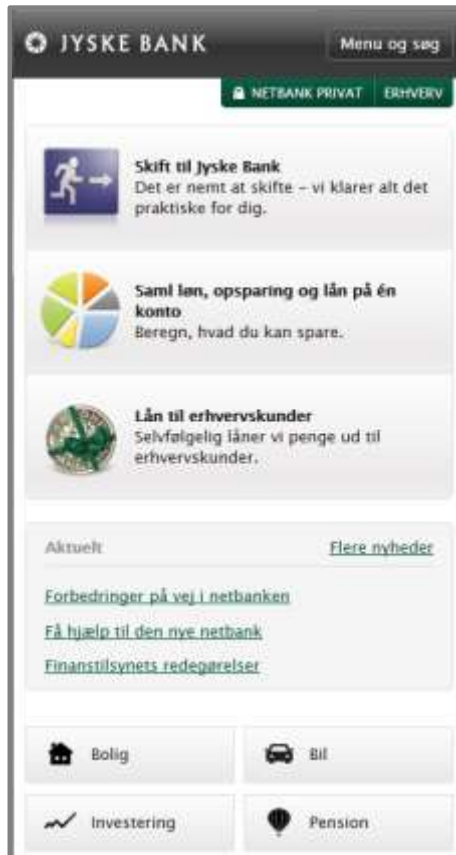 JYSKE BANK
Menu og søg
NETBANK PRIVAT
ERHVERV
Skift til Jyske Bank
Det er nemt at skifte – vi klarer alt det
praktiske for dig.
Saml løn, opsparing og lån på én
konto
Beregn, hvad du kan spare.
Lån til erhvervskunder
Selvfølgelig låner vi penge ud til
erhvervskunder.
Aktuelt
Flere nyheder
Forbedringer på vej i netbanken
Få hjælp til den nye netbank
Finanstilsynets redegørelser
Bolig
Bil
Investering
Pension